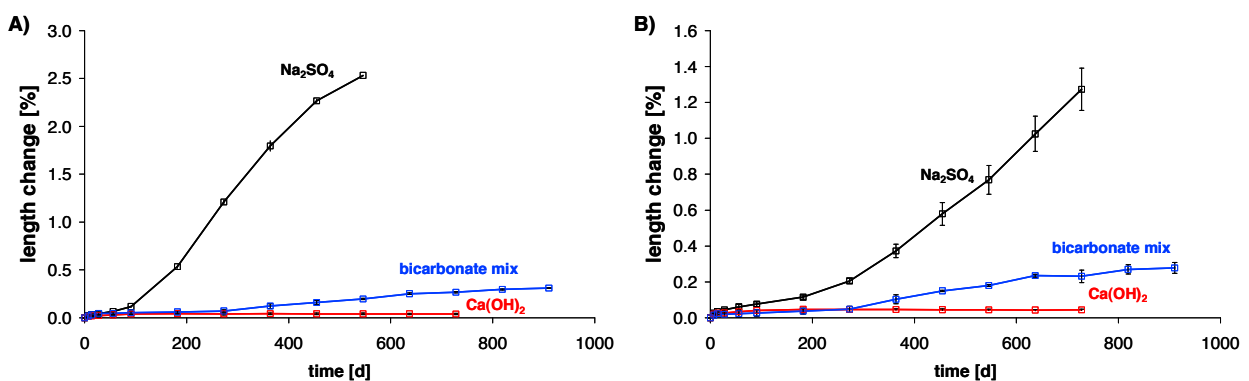 A)
length change [%]
3.0
2.5
2.0
1.5
1.0
0.5
0.0
Na₂SO₄
bicarbonate mix
Ca(OH)₂
0 200 400 600 800 1000
time [d]
B)
length change [%]
1.6
1.4
1.2
1.0
0.8
0.6
0.4
0.2
0.0
Na₂SO₄
bicarbonate mix
Ca(OH)₂
0 200 400 600 800 1000
time [d]